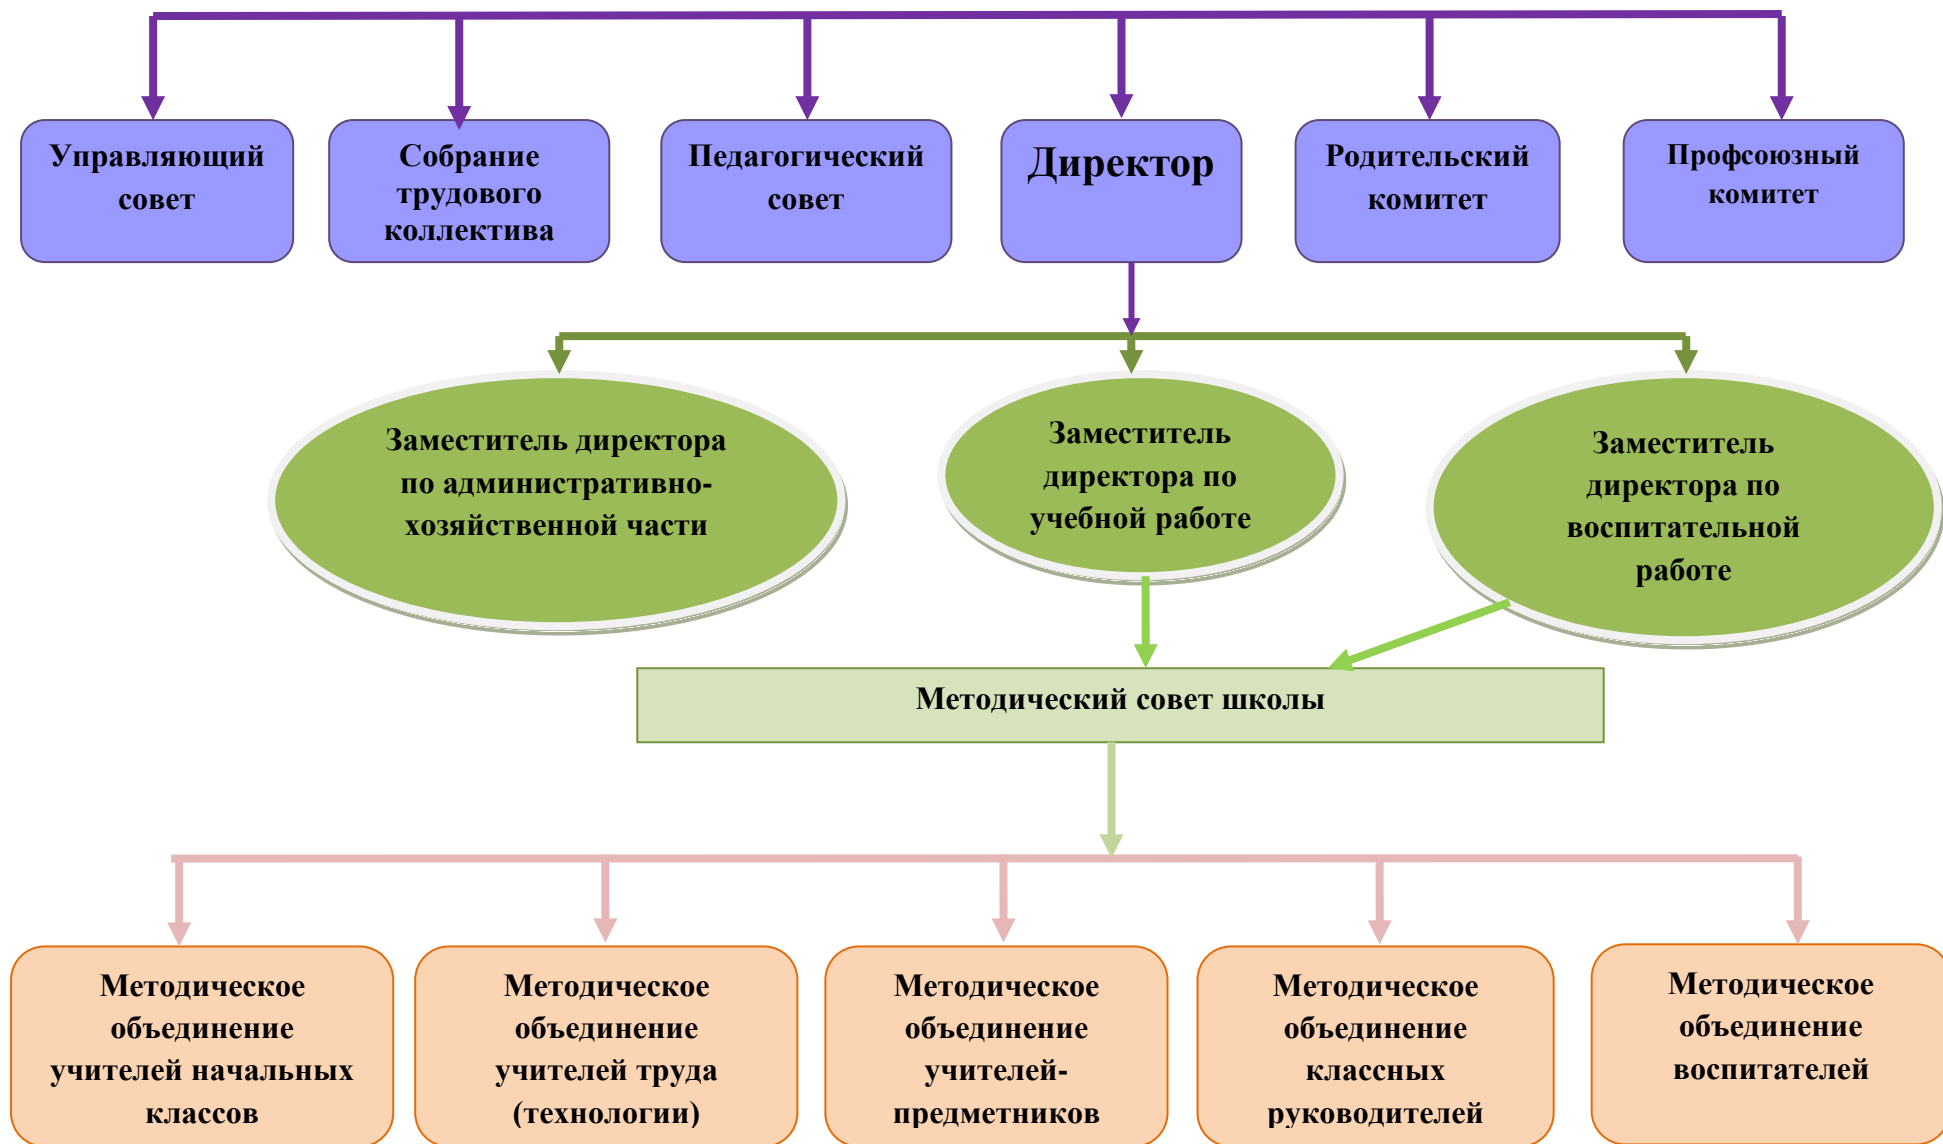 Управляющий
совет
Собрание
трудового
коллектива
Педагогический
совет
Директор
Родительский
комитет
Профсоюзный
комитет
Заместитель директора
по административно-
хозяйственной части
Заместитель
директора по
учебной работе
Заместитель
директора по
воспитательной
работе
Методический совет школы
Методическое
объединение
учителей начальных
классов
Методическое
объединение
учителей труда
(технологии)
Методическое
объединение
учителей-
предметников
Методическое
объединение
классных
руководителей
Методическое
объединение
воспитателей